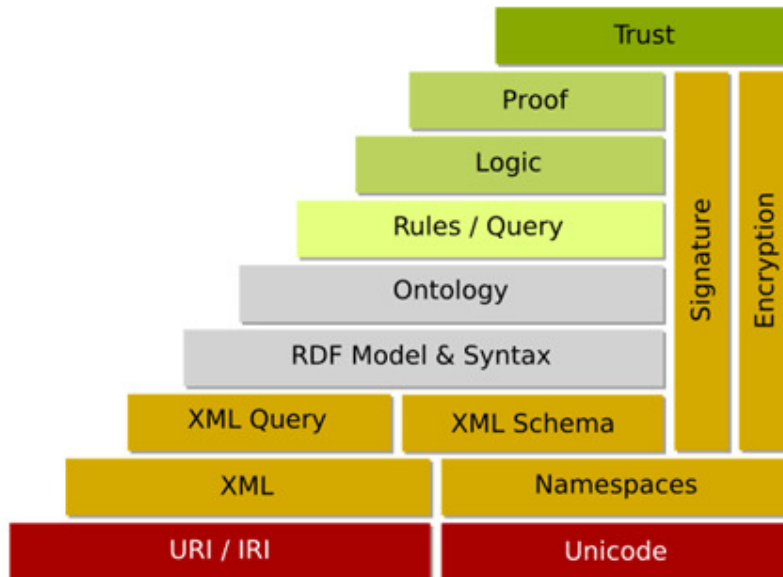 Trust
Proof
Logic
Rules / Query
Ontology
RDF Model & Syntax
XML Query
XML Schema
Signature
Encryption
XML
Namespaces
URI / IRI
Unicode